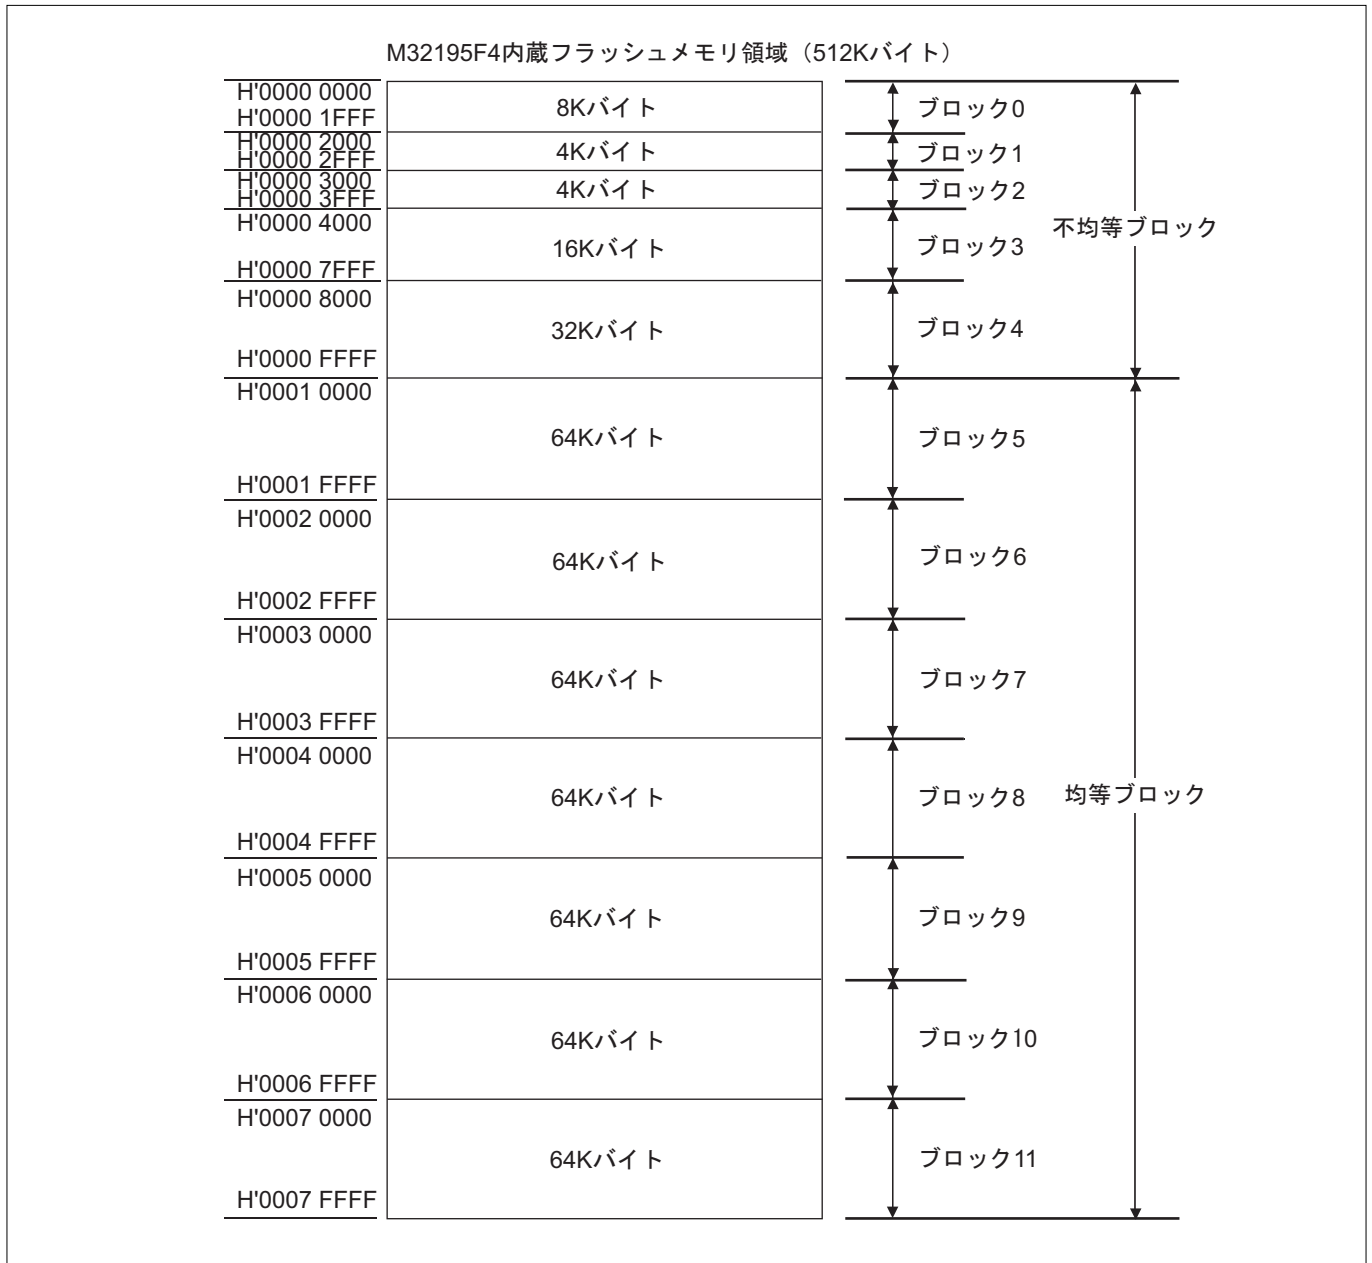 M32195F4内蔵フラッシュメモリ領域（512Kバイト）
H'0000 0000
H'0000 1FFF
8Kバイト
ブロック0
H'0000 2000
H'0000 2FFF
4Kバイト
ブロック1
H'0000 3000
H'0000 3FFF
4Kバイト
ブロック2
H'0000 4000
H'0000 7FFF
16Kバイト
ブロック3
不均等ブロック
H'0000 8000
H'0000 FFFF
32Kバイト
ブロック4
H'0001 0000
H'0001 FFFF
64Kバイト
ブロック5
H'0002 0000
H'0002 FFFF
64Kバイト
ブロック6
H'0003 0000
H'0003 FFFF
64Kバイト
ブロック7
H'0004 0000
H'0004 FFFF
64Kバイト
ブロック8
均等ブロック
H'0005 0000
H'0005 FFFF
64Kバイト
ブロック9
H'0006 0000
H'0006 FFFF
64Kバイト
ブロック10
H'0007 0000
H'0007 FFFF
64Kバイト
ブロック11